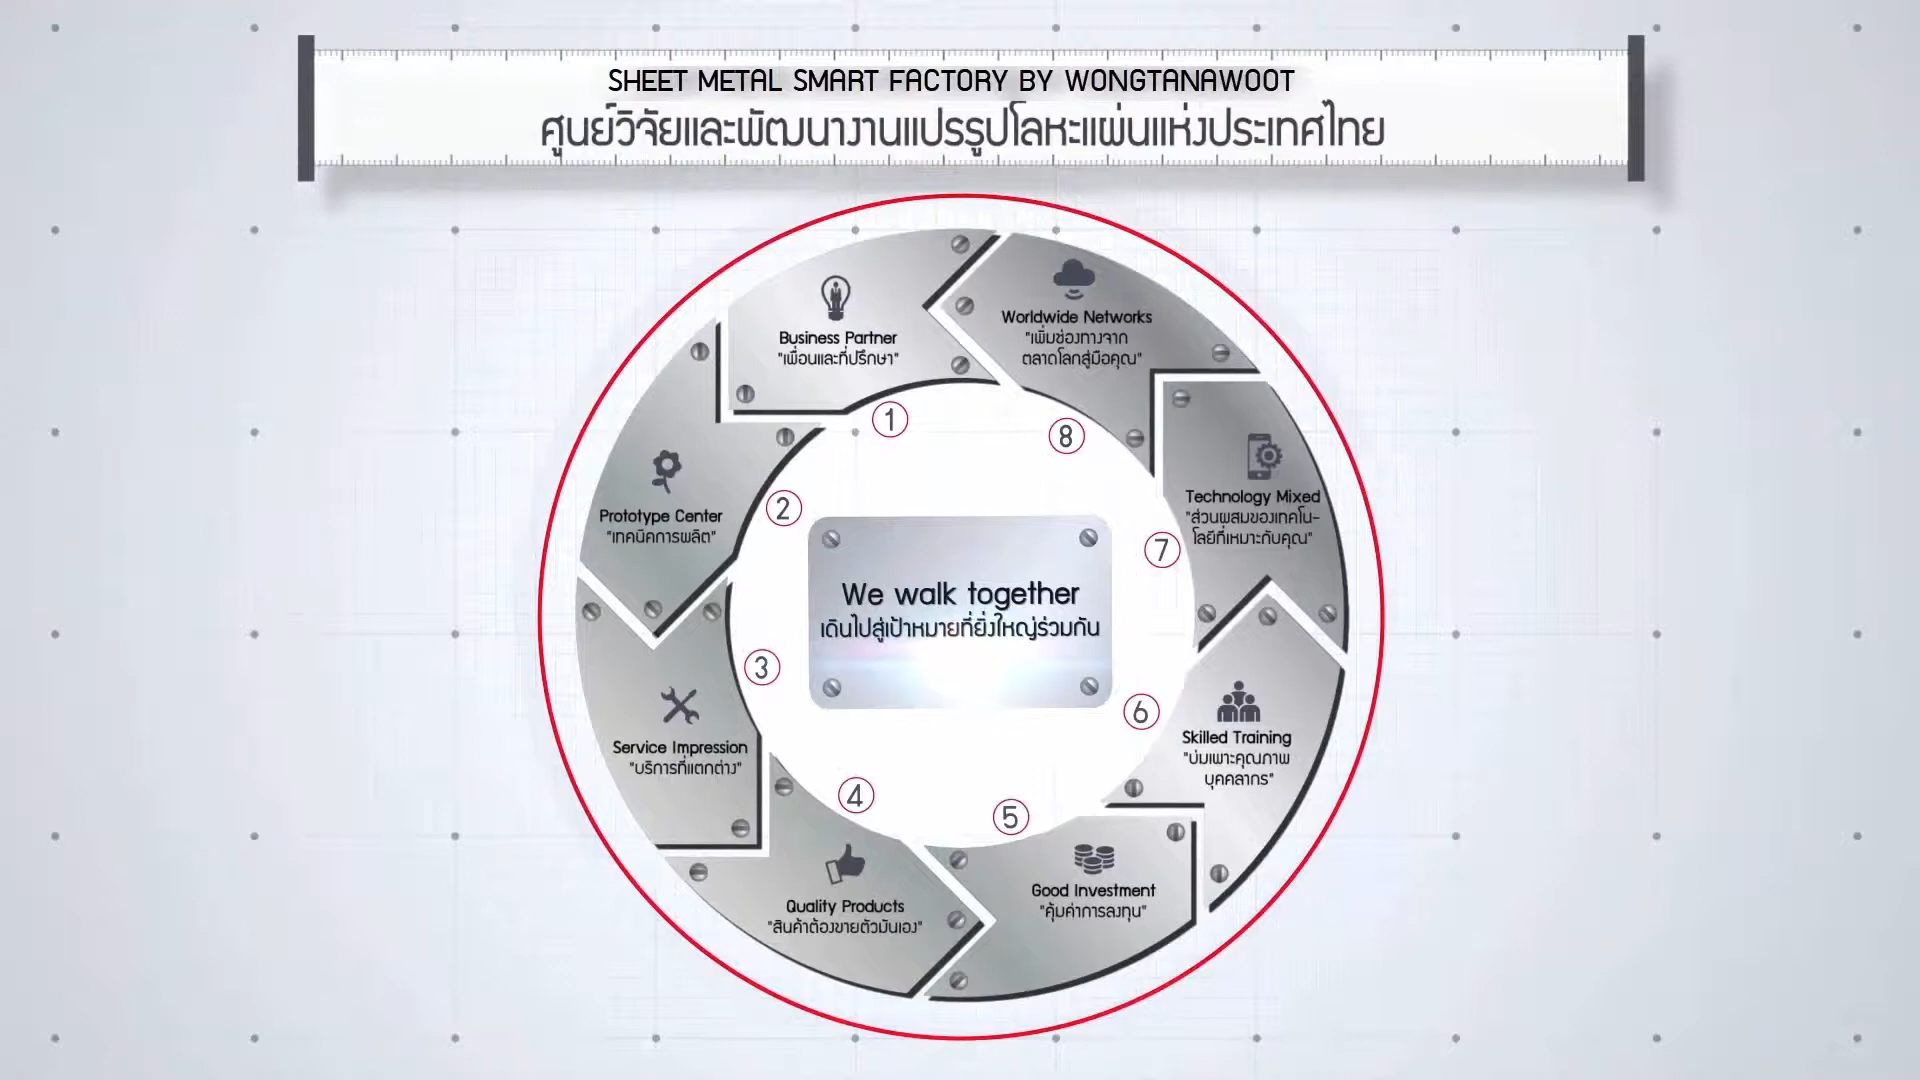 SHEET METAL SMART FACTORY BY WONGTANAWOOT
ศูนย์วิจัยและพัฒนางานแปรรูปโลหะแผ่นแห่งประเทศไทย
Business Partner
"เพื่อนและที่ปรึกษา"
1
Prototype Center
"เทคนิคการผลิต"
2
Service Impression
"บริการที่แตกต่าง"
3
Quality Products
"สินค้าต้องขายตัวมันเอง"
4
Good Investment
"คุ้มค่าการลงทุน"
5
Skilled Training
"บ่มเพาะคุณภาพ
บุคคลากร"
6
Technology Mixed
"ส่วนผสมของเทคโน-
โลยีที่เหมาะกับคุณ"
7
Worldwide Networks
"เพิ่มช่องทางจาก
ตลาดโลกสู่มือคุณ"
8
We walk together
เดินไปสู่เป้าหมายที่ยิ่งใหญ่ร่วมกัน